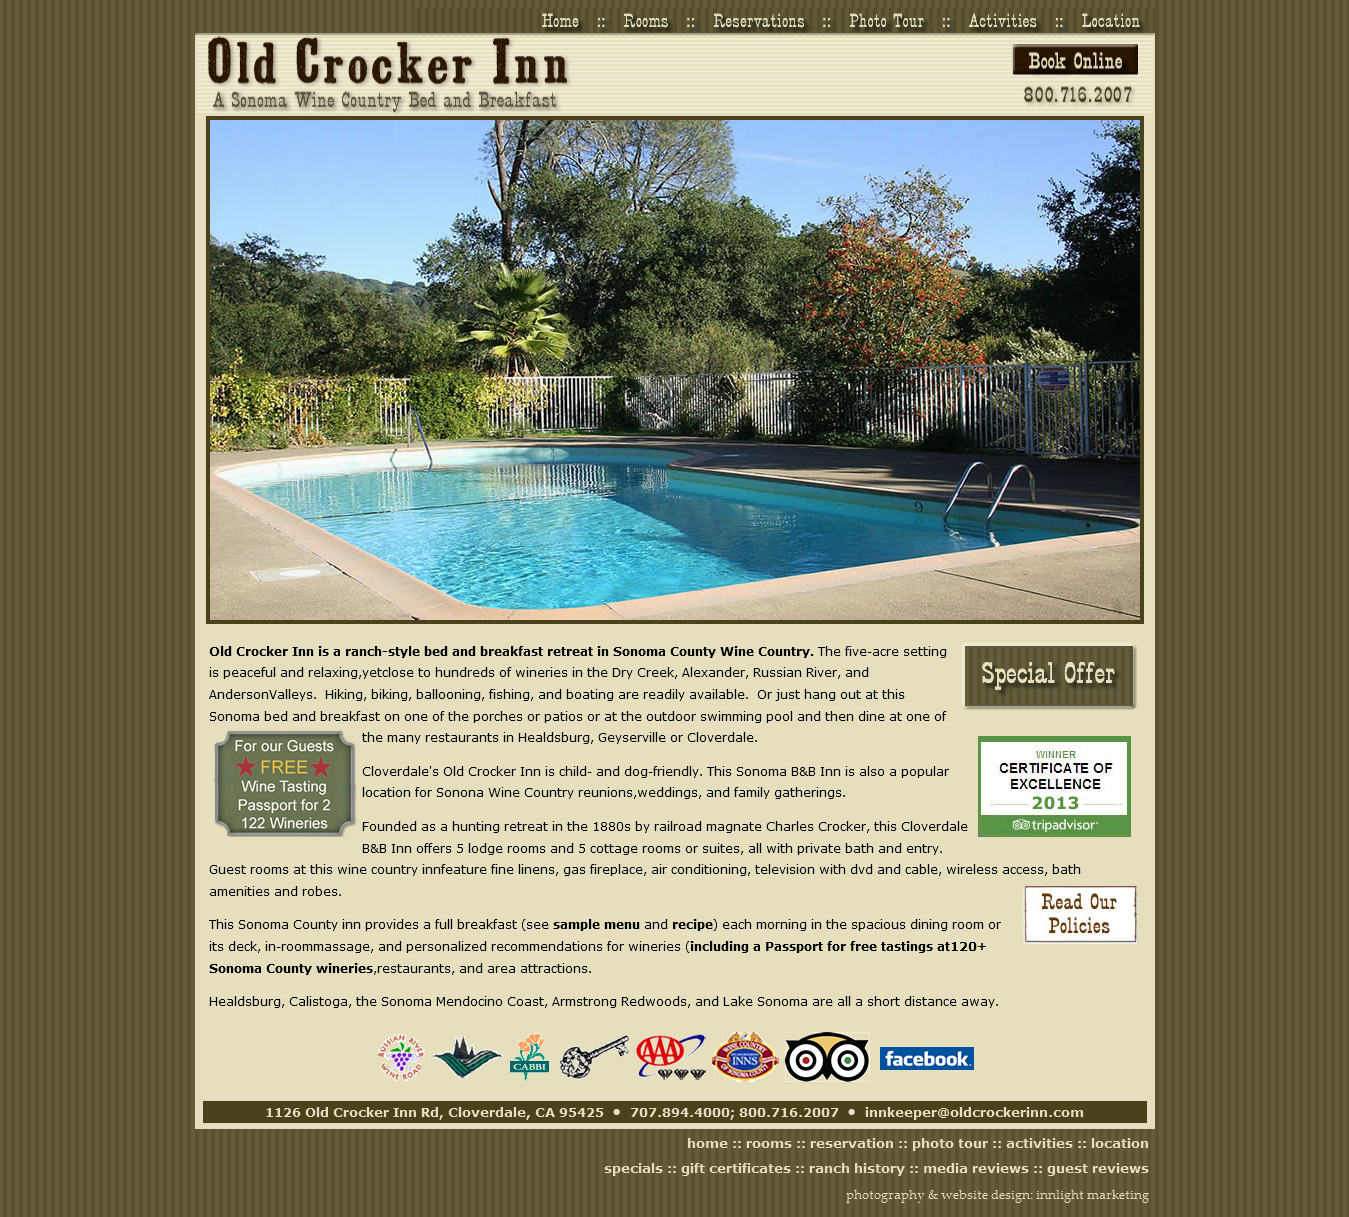 Home :: Rooms :: Reservations :: Photo Tour :: Activities :: Location
Old Crocker Inn
A Sonoma Wine Country Bed and Breakfast
Book Online
800.716.2007
Old Crocker Inn is a ranch-style bed and breakfast retreat in Sonoma County Wine Country. The five-acre setting
is peaceful and relaxing,yetclose to hundreds of wineries in the Dry Creek, Alexander, Russian River, and
AndersonValleys.  Hiking, biking, ballooning, fishing, and boating are readily available.  Or just hang out at this
Sonoma bed and breakfast on one of the porches or patios or at the outdoor swimming pool and then dine at one of
the many restaurants in Healdsburg, Geyserville or Cloverdale.
Special Offer
For our Guests
FREE
Wine Tasting
Passport for 2
122 Wineries
Cloverdale's Old Crocker Inn is child- and dog-friendly. This Sonoma B&B Inn is also a popular
location for Sonona Wine Country reunions,weddings, and family gatherings.
WINNER
CERTIFICATE OF
EXCELLENCE
2013
tripadvisor
Founded as a hunting retreat in the 1880s by railroad magnate Charles Crocker, this Cloverdale
B&B Inn offers 5 lodge rooms and 5 cottage rooms or suites, all with private bath and entry.
Guest rooms at this wine country innfeature fine linens, gas fireplace, air conditioning, television with dvd and cable, wireless access, bath
amenities and robes.
Read Our
Policies
This Sonoma County inn provides a full breakfast (see sample menu and recipe) each morning in the spacious dining room or
its deck, in-roommassage, and personalized recommendations for wineries (including a Passport for free tastings at120+
Sonoma County wineries,restaurants, and area attractions.
Healdsburg, Calistoga, the Sonoma Mendocino Coast, Armstrong Redwoods, and Lake Sonoma are all a short distance away.
RUSSIAN RIVER
WINE ROAD
CABBI
AAA
WINE COUNTRY
INNS
OF SONOMA COUNTY
facebook
1126 Old Crocker Inn Rd, Cloverdale, CA 95425 • 707.894.4000; 800.716.2007 • innkeeper@oldcrockerinn.com
home :: rooms :: reservation :: photo tour :: activities :: location
specials :: gift certificates :: ranch history :: media reviews :: guest reviews
photography & website design: innlight marketing